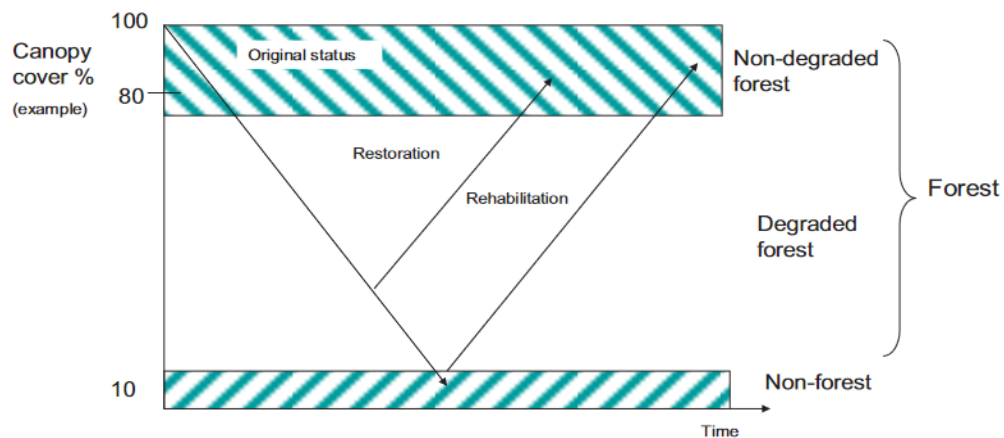 100
Canopy
cover %
(example)
80
Original status
Non-degraded
forest
Restoration
Rehabilitation
Forest
Degraded
forest
10
Non-forest
Time